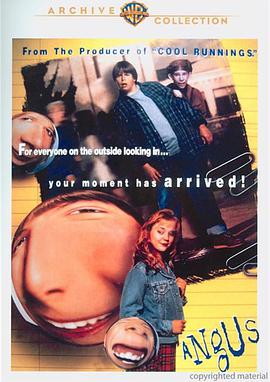 ARCHIVE WB COLLECTION
From The Producer of "COOL RUNNINGS."
For everyone on the outside looking in...
your moment has arrived!
ANGUS
copyrighted material